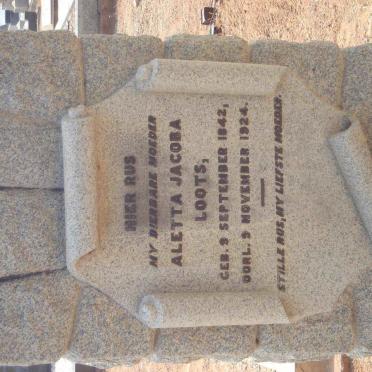 HIER RUS
MY DIERBARE MOEDER
ALETTA JACOBA
LOOTS,
GEB. 9 SEPTEMBER 1842,
OORL. 9 NOVEMBER 1924.
STILLE RUS, MY LIEFSTE MOEDER.